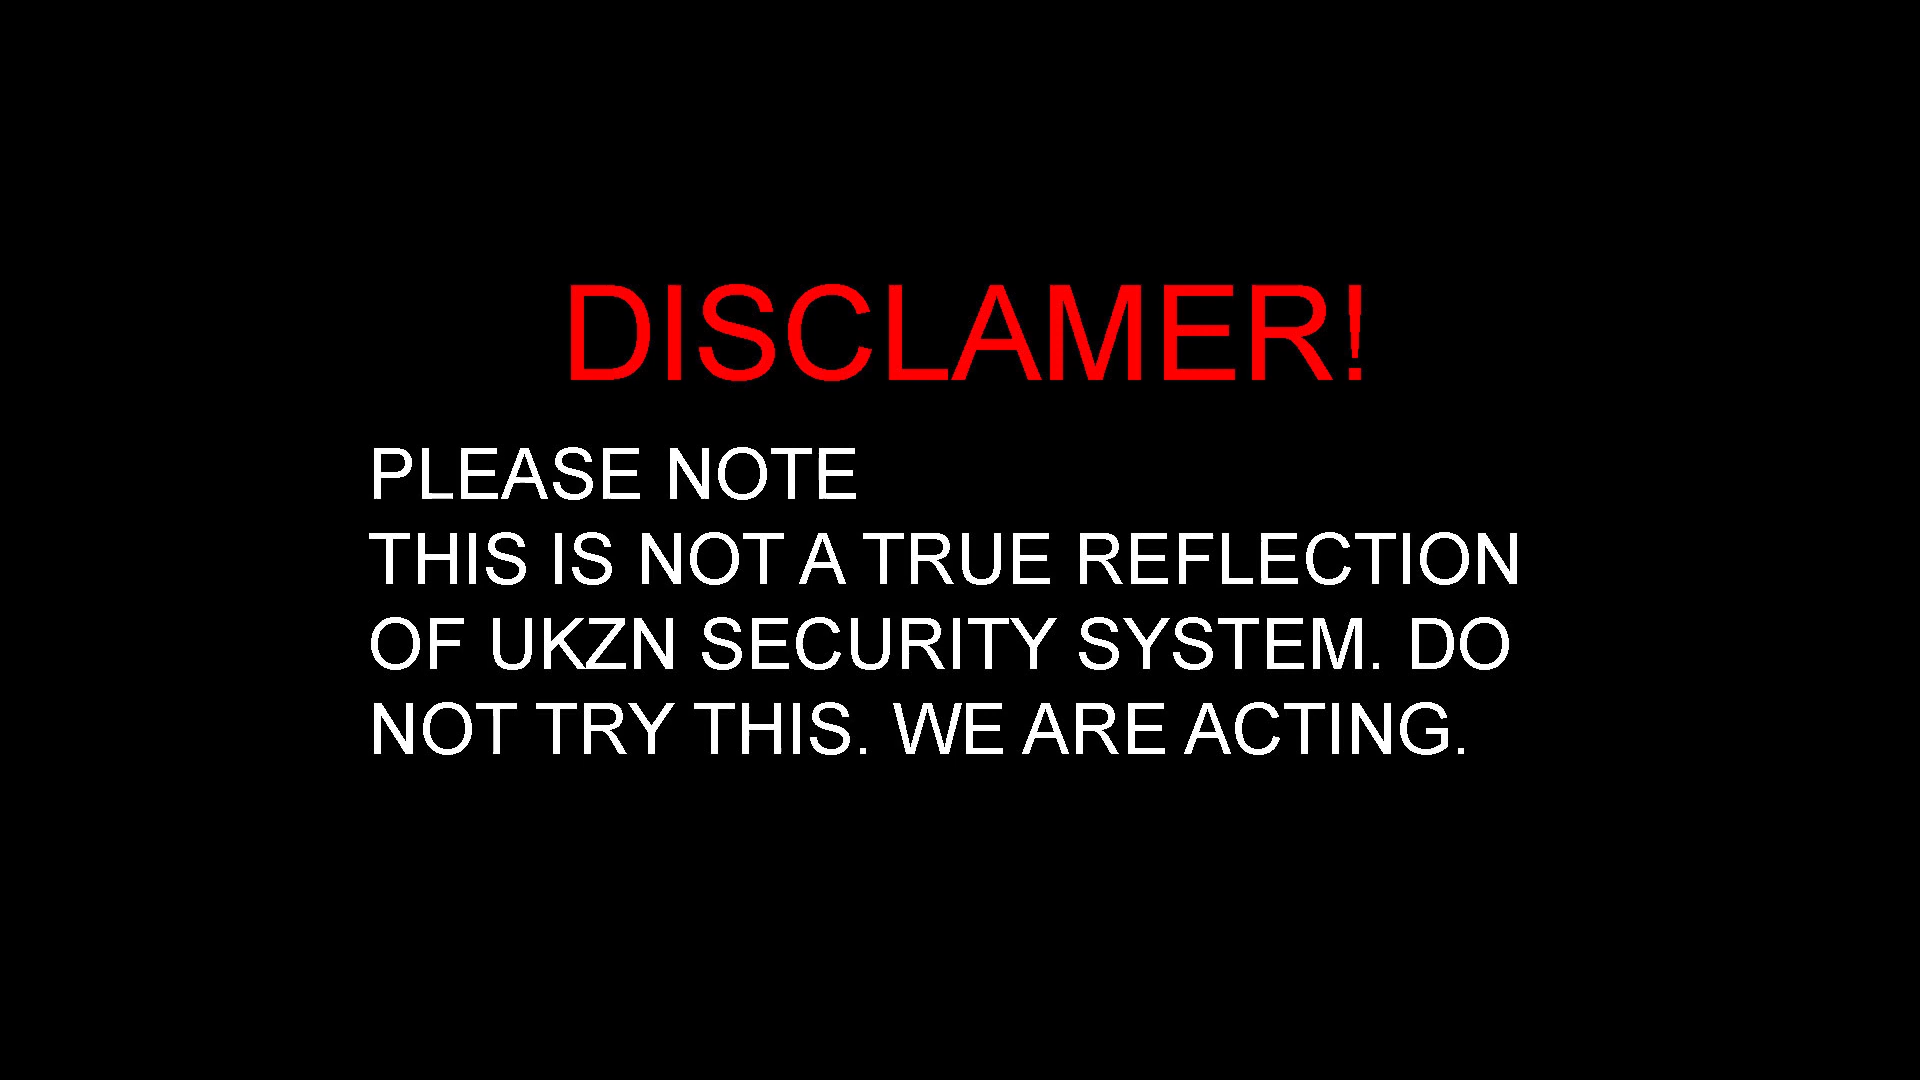 DISCLAMER!
PLEASE NOTE
THIS IS NOT A TRUE REFLECTION
OF UKZN SECURITY SYSTEM. DO
NOT TRY THIS. WE ARE ACTING.